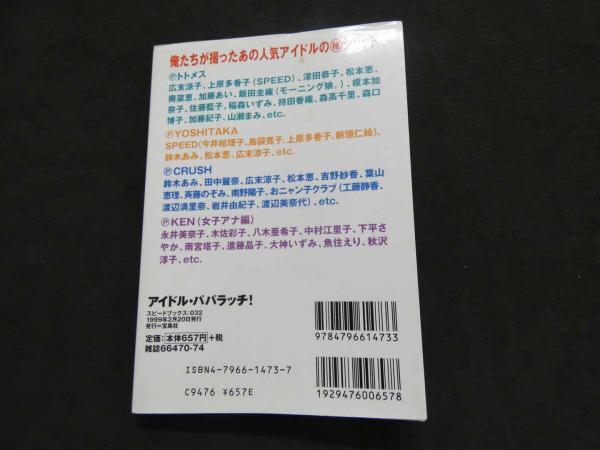 俺たちが撮ったあの人気アイドルの㊙
Ⓟトトメス
広末涼子、上原多香子(SPEED)、深田恭子、松本恵、
奥菜恵、加藤あい、飯田圭織(モーニング娘。)、榎本加
奈子、佐藤藍子、稲森いずみ、持田香織、森高千里、森口
博子、加藤紀子、山瀬まみ、etc.
ⓅYOSHITAKA
SPEED(今井絵理子、島袋寛子、上原多香子、新垣仁絵)、
鈴木あみ、松本恵、広末涼子、etc.
ⓅCRUSH
鈴木あみ、田中麗奈、広末涼子、松本恵、吉野紗香、葉山
恵理、斉藤のぞみ、南野陽子、おニャン子クラブ(工藤静香、
渡辺満里奈、岩井由紀子、渡辺美奈代)、etc.
ⓅKEN(女子アナ編)
永井美奈子、木佐彩子、八木亜希子、中村江里子、下平さ
やか、雨宮塔子、進藤晶子、大神いずみ、魚住えり、秋沢
淳子、etc.
アイドル・パパラッチ!
スピードブックス:032
1999年2月20日発行
発行=宝島社
定価:本体657円+税
雑誌66470-74
9784796614733
ISBN4-7966-1473-7
C9476 ¥657E
1929476006578